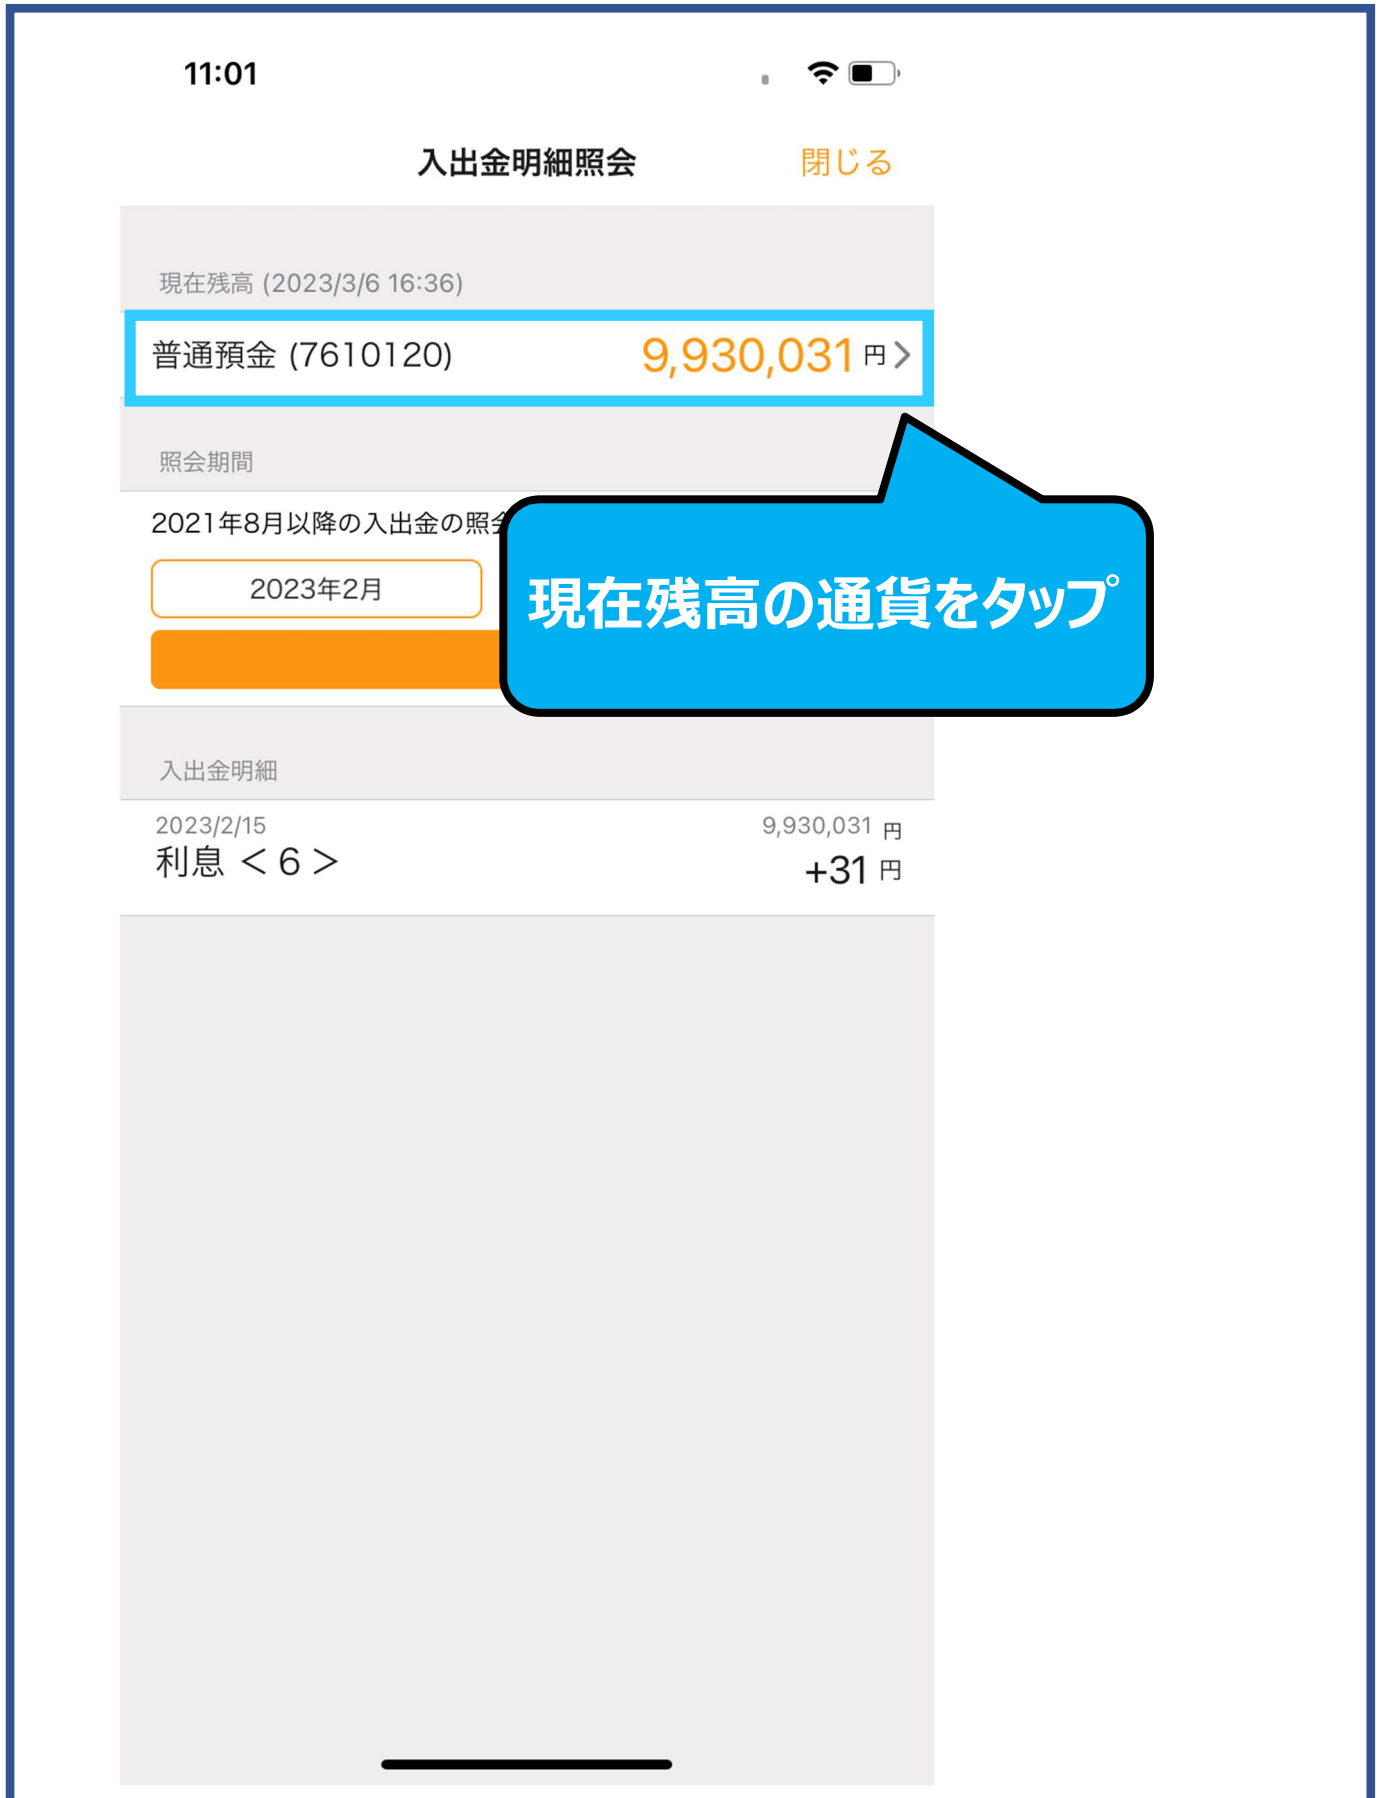 11:01
入出金明細照会 閉じる
現在残高 (2023/3/6 16:36)
普通預金 (7610120) 9,930,031 円
照会期間
2021年8月以降の入出金の照
2023年2月
現在残高の通貨をタップ
入出金明細
2023/2/15 9,930,031 円
利息 ＜6＞ +31 円